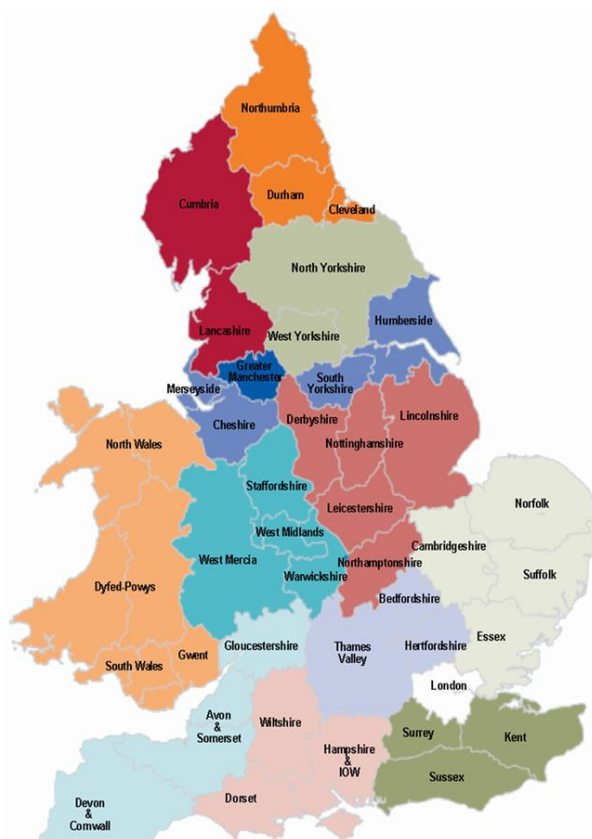 Northumbria
Cumbria
Durham
Cleveland
North Yorkshire
Lancashire
West Yorkshire
Humberside
Greater
Manchester
Merseyside
South
Yorkshire
Cheshire
Derbyshire
Lincolnshire
Nottinghamshire
North Wales
Staffordshire
Leicestershire
Norfolk
West Midlands
Cambridgeshire
West Mercia
Northamptonshire
Warwickshire
Suffolk
Dyfed-Powys
Bedfordshire
Gloucestershire
Thames
Valley
Hertfordshire
Essex
Gwent
South Wales
London
Avon
&
Somerset
Wiltshire
Surrey
Kent
Hampshire
&
IOW
Sussex
Dorset
Devon
&
Cornwall